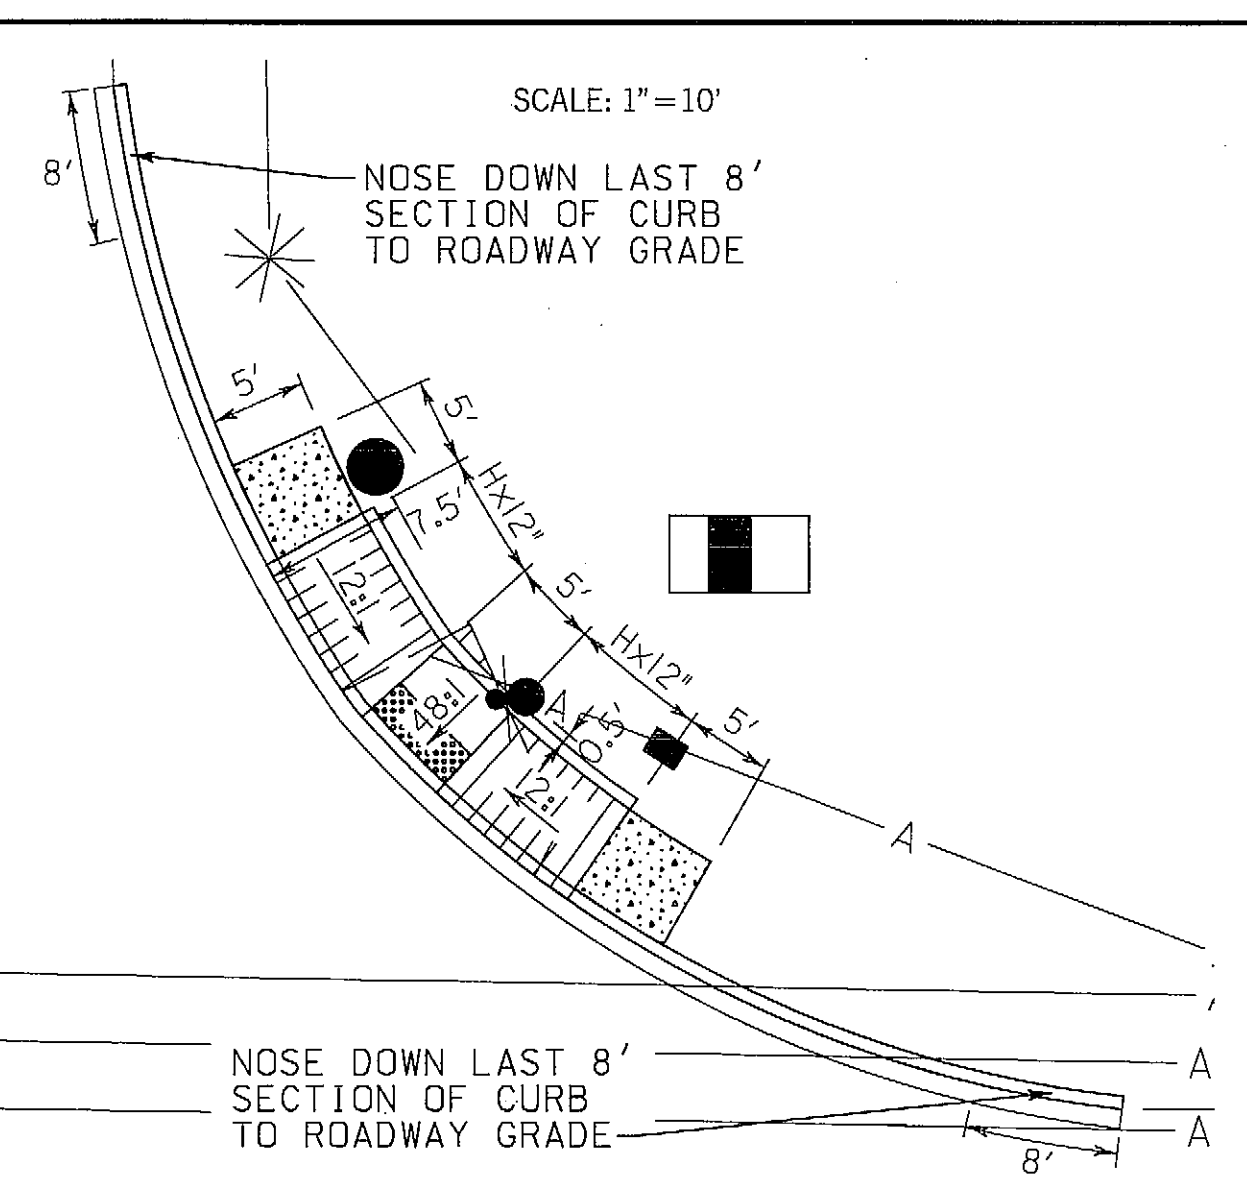 SCALE: 1"=10'
8'
NOSE DOWN LAST 8'
SECTION OF CURB
TO ROADWAY GRADE
5'
5'
Hx12"
7.5'
12:1
5'
Hx12"
48:1
A
0.5'
5'
12:1
A
NOSE DOWN LAST 8'
SECTION OF CURB
TO ROADWAY GRADE
A
A
8'